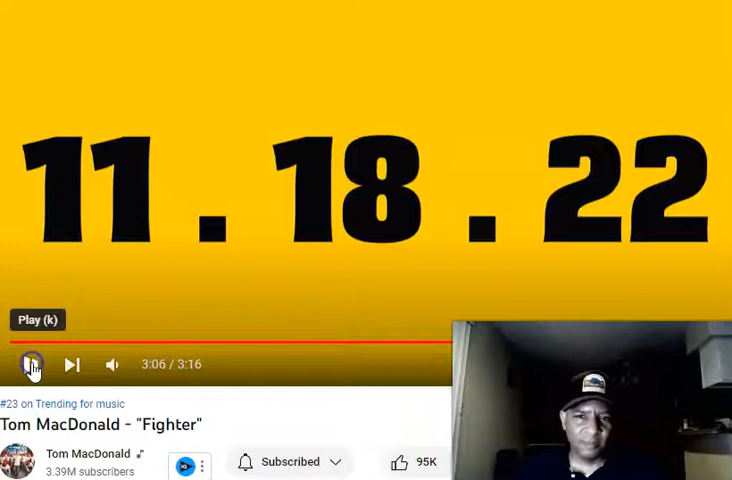 11.18.22
Play (k)
3:06 / 3:16
#23 on Trending for music
Tom MacDonald - "Fighter"
Tom MacDonald
3.39M subscribers
Subscribed
95K